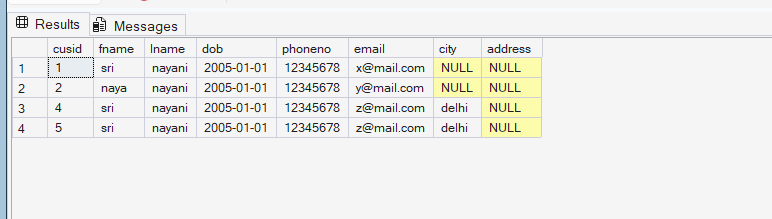 Results Messages
cusid fname lname dob phoneno email city address
1 1 sri nayani 2005-01-01 12345678 x@mail.com NULL NULL
2 2 naya nayani 2005-01-01 12345678 y@mail.com NULL NULL
3 4 sri nayani 2005-01-01 12345678 z@mail.com delhi NULL
4 5 sri nayani 2005-01-01 12345678 z@mail.com delhi NULL